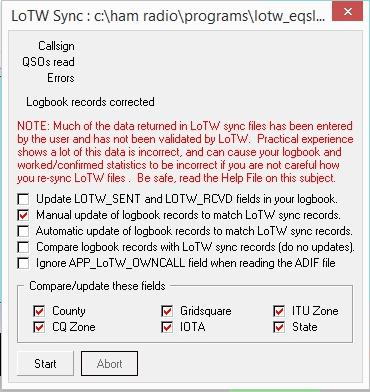 LoTW Sync : c:\ham radio\programs\lotw_eqsl...
Callsign
QSOs read
Errors
Logbook records corrected
NOTE: Much of the data returned in LoTW sync files has been entered
by the user and has not been validated by LoTW. Practical experience
shows a lot of this data is incorrect, and can cause your logbook and
worked/confirmed statistics to be incorrect if you are not careful how
you re-sync LoTW files . Be safe, read the Help File on this subject.
Update LOTW_SENT and LOTW_RCVD fields in your logbook.
Manual update of logbook records to match LoTW sync records.
Automatic update of logbook records to match LoTW sync records.
Compare logbook records with LoTW sync records (do no updates).
Ignore APP_LoTW_OWNCALL field when reading the ADIF file
Compare/update these fields
County Gridsquare ITU Zone
CQ Zone IOTA State
Start Abort